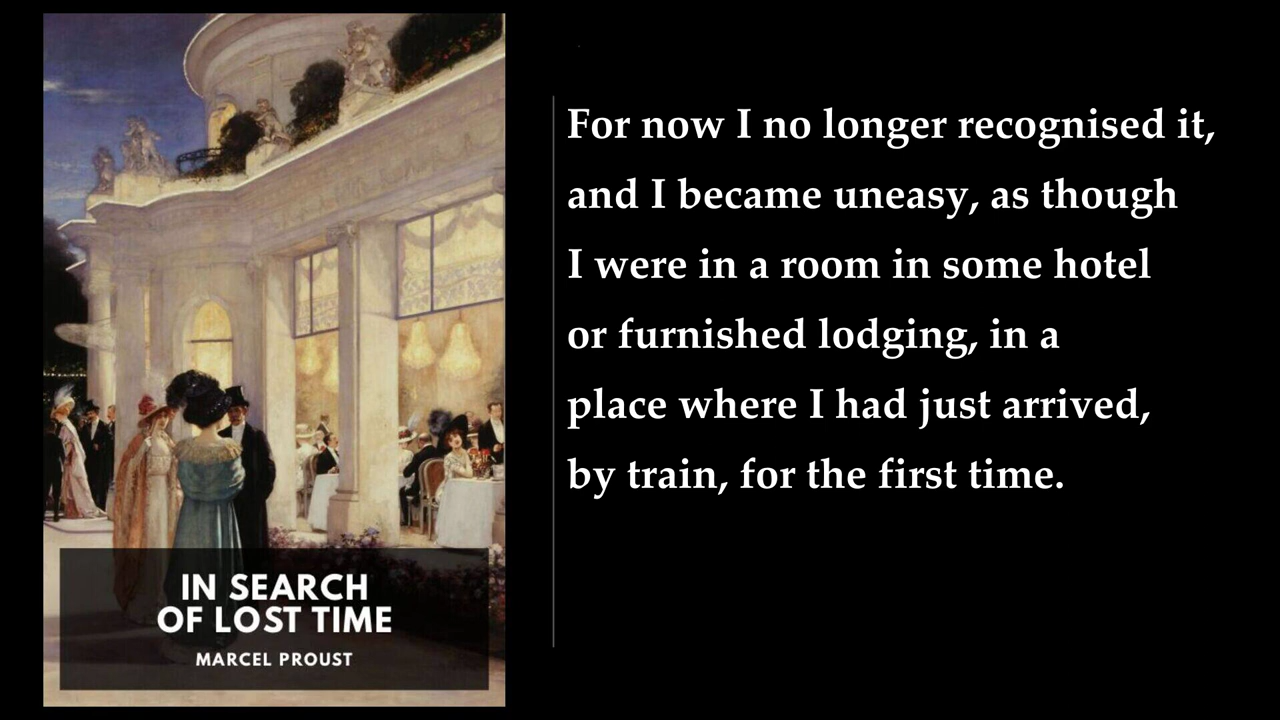 For now I no longer recognised it,
and I became uneasy, as though
I were in a room in some hotel
or furnished lodging, in a
place where I had just arrived,
by train, for the first time.
IN SEARCH
OF LOST TIME
MARCEL PROUST